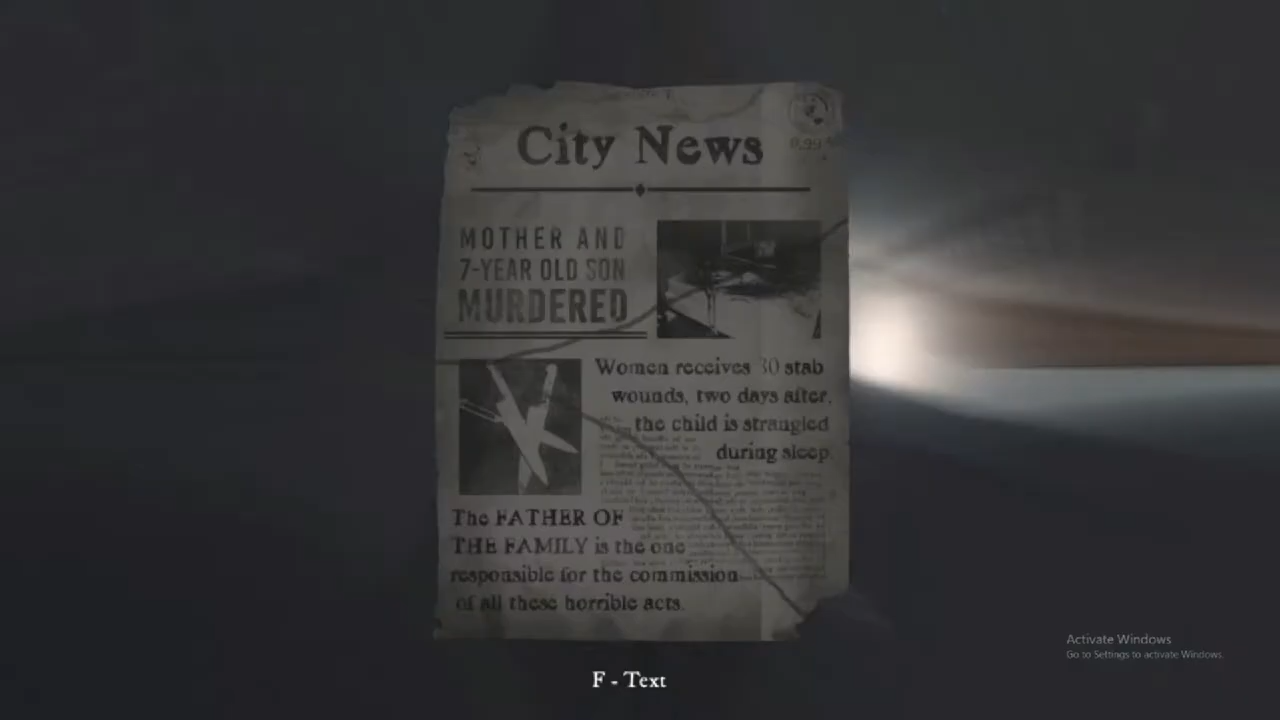 City News
0,99 $
MOTHER AND
7-YEAR OLD SON
MURDERED
Women receives 30 stab
wounds, two days after,
the child is strangled
during sleep.
The FATHER OF
THE FAMILY is the one
responsible for the commission
of all these horrible acts.
F - Text
Activate Windows
Go to Settings to activate Windows.